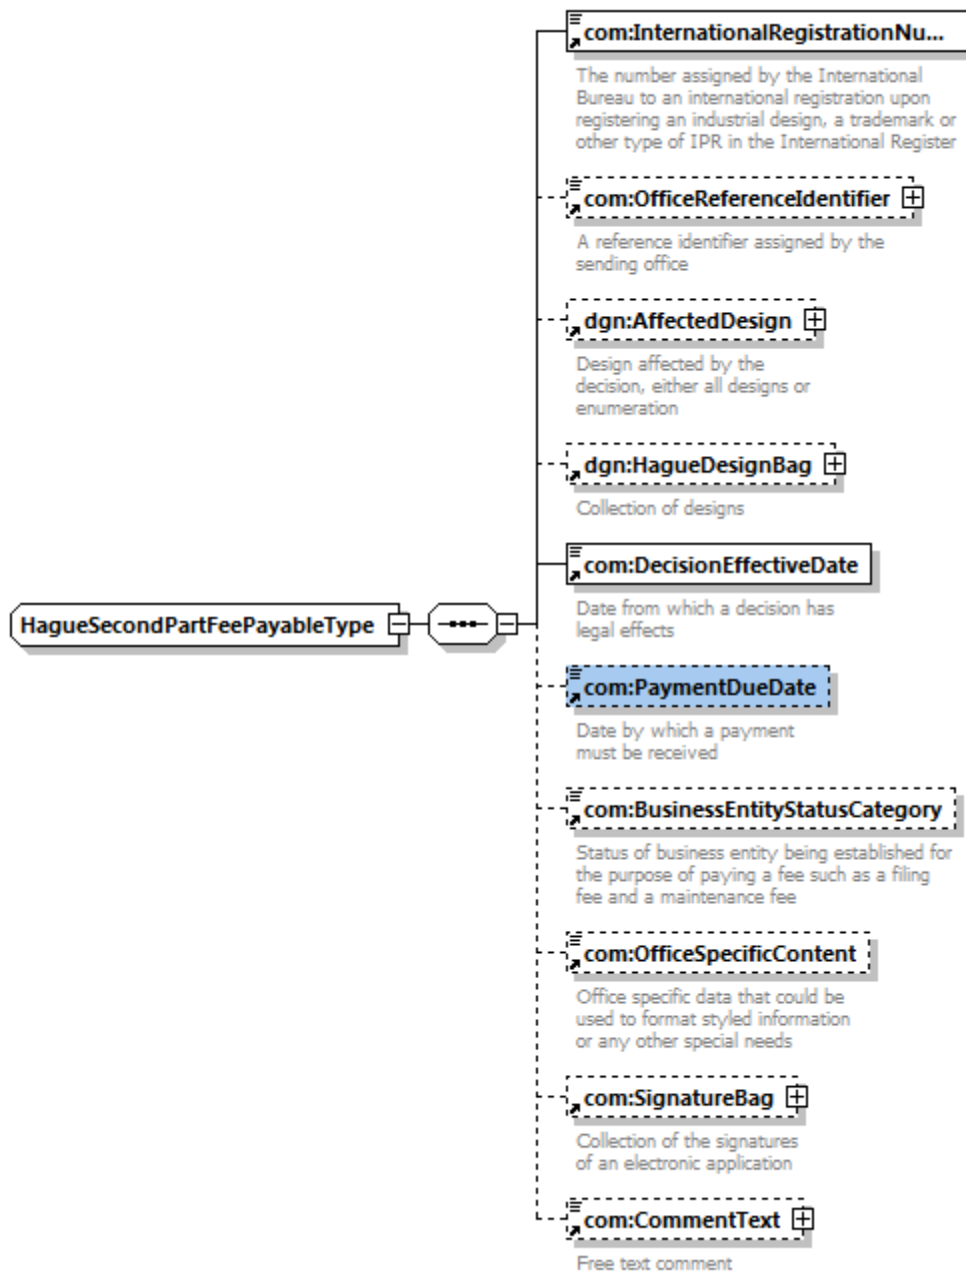 com:InternationalRegistrationNu...
The number assigned by the International
Bureau to an international registration upon
registering an industrial design, a trademark or
other type of IPR in the International Register
com:OfficeReferenceIdentifier
A reference identifier assigned by the
sending office
dgn:AffectedDesign
Design affected by the
decision, either all designs or
enumeration
dgn:HagueDesignBag
Collection of designs
com:DecisionEffectiveDate
Date from which a decision has
legal effects
HagueSecondPartFeePayableType
com:PaymentDueDate
Date by which a payment
must be received
com:BusinessEntityStatusCategory
Status of business entity being established for
the purpose of paying a fee such as a filing
fee and a maintenance fee
com:OfficeSpecificContent
Office specific data that could be
used to format styled information
or any other special needs
com:SignatureBag
Collection of the signatures
of an electronic application
com:CommentText
Free text comment